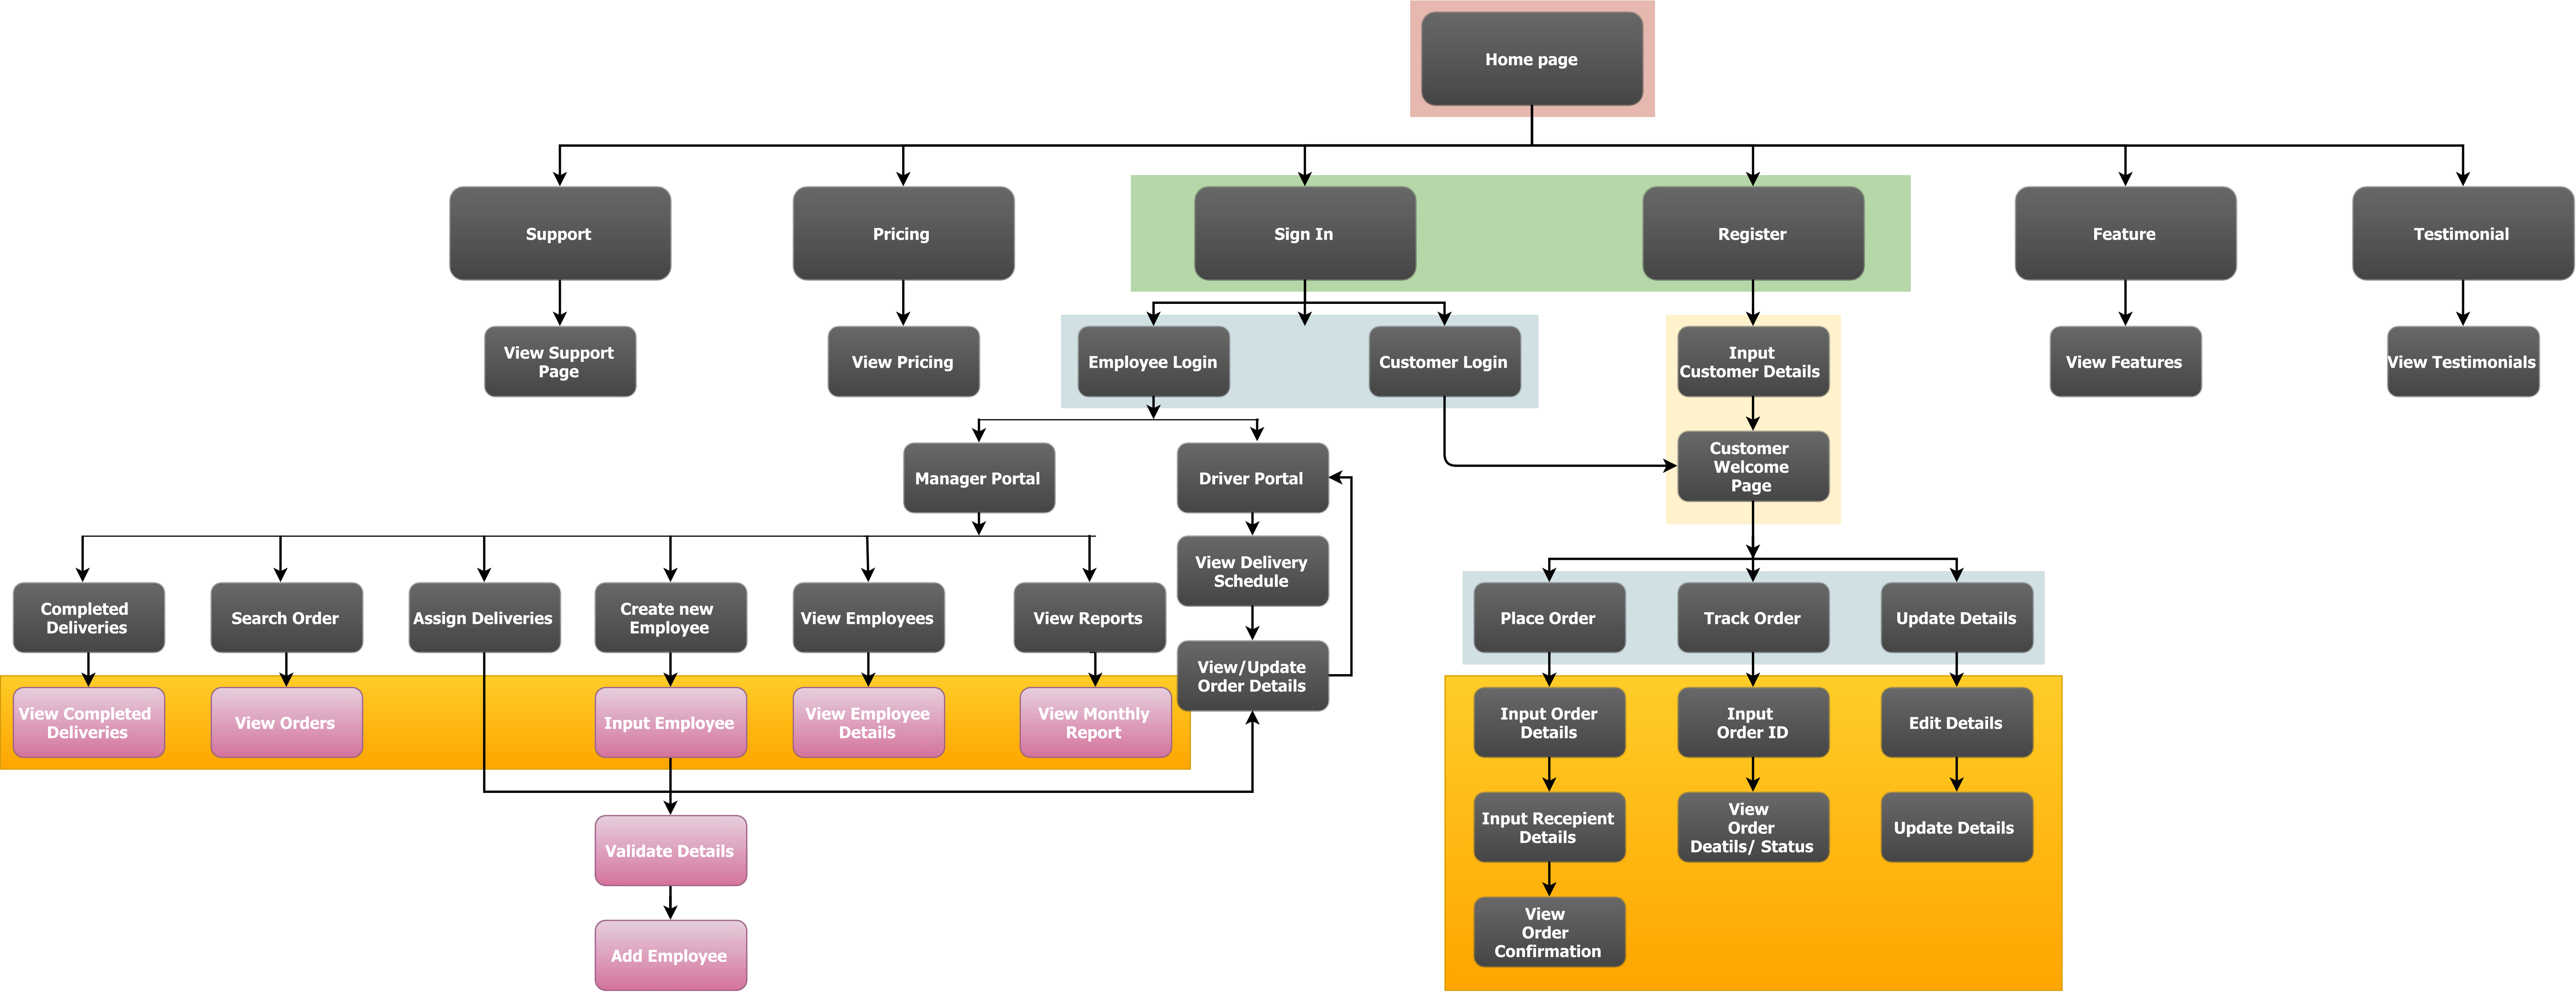 Home page
Support
Pricing
Sign In
Register
Feature
Testimonial
View Support
Page
View Pricing
Employee Login
Customer Login
Input
Customer Details
View Features
View Testimonials
Manager Portal
Driver Portal
Customer
Welcome
Page
View Delivery
Schedule
Completed
Deliveries
Search Order
Assign Deliveries
Create new
Employee
View Employees
View Reports
Place Order
Track Order
Update Details
View/Update
Order Details
View Completed
Deliveries
View Orders
Input Employee
View Employee
Details
View Monthly
Report
Input Order
Details
Input
Order ID
Edit Details
Input Recepient
Details
View
Order
Deatils/ Status
Update Details
Validate Details
View
Order
Confirmation
Add Employee